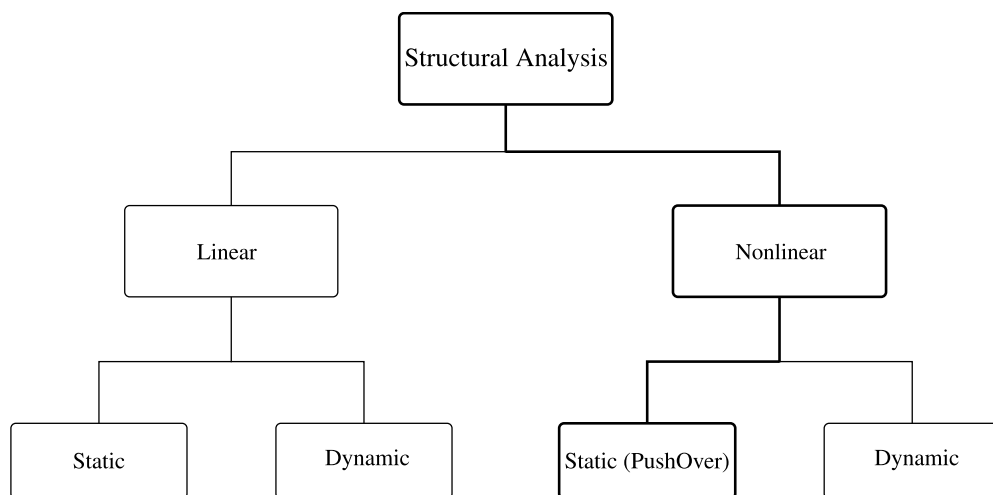 Structural Analysis
Linear
Nonlinear
Static
Dynamic
Static (PushOver)
Dynamic